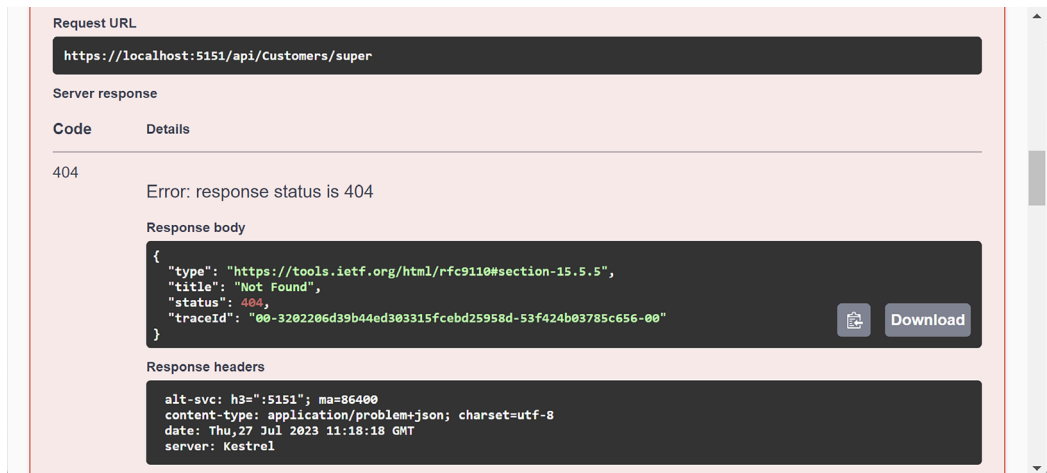 Request URL
https://localhost:5151/api/Customers/super
Server response
Code Details
404
Error: response status is 404
Response body
{
  "type": "https://tools.ietf.org/html/rfc9110#section-15.5.5",
  "title": "Not Found",
  "status": 404,
  "traceId": "00-3202206d39b44ed303315fcebd25958d-53f424b03785c656-00"
}
Download
Response headers
alt-svc: h3=":5151"; ma=86400
content-type: application/problem+json; charset=utf-8
date: Thu,27 Jul 2023 11:18:18 GMT
server: Kestrel